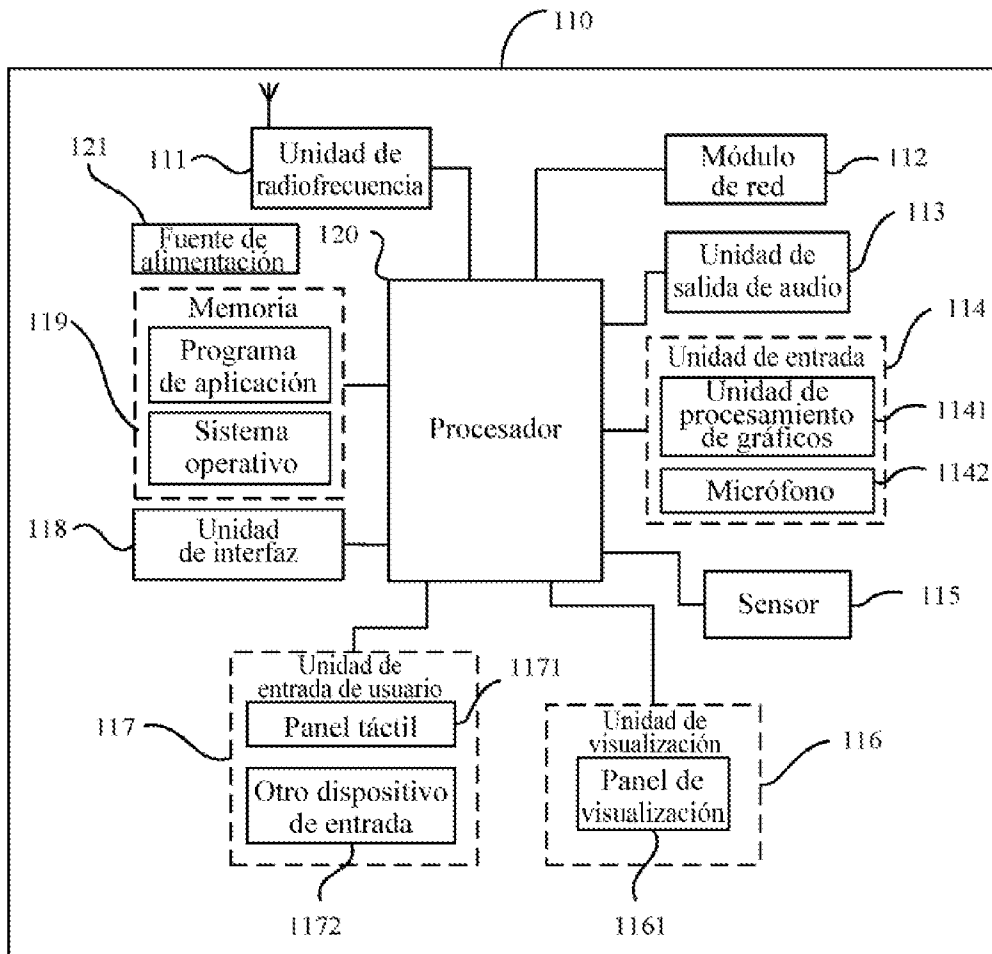 110
121
111
Unidad de
radiofrecuencia
Módulo
de red
112
113
Fuente de
alimentación
120
Unidad de
salida de audio
Memoria
119
Programa
de aplicación
Sistema
operativo
Procesador
114
Unidad de entrada
Unidad de
procesamiento
de gráficos
1141
1142
Micrófono
118
Unidad
de interfaz
Sensor
115
Unidad de
entrada de usuario
1171
117
Panel táctil
Otro dispositivo
de entrada
1172
Unidad de
visualización
116
Panel de
visualización
1161